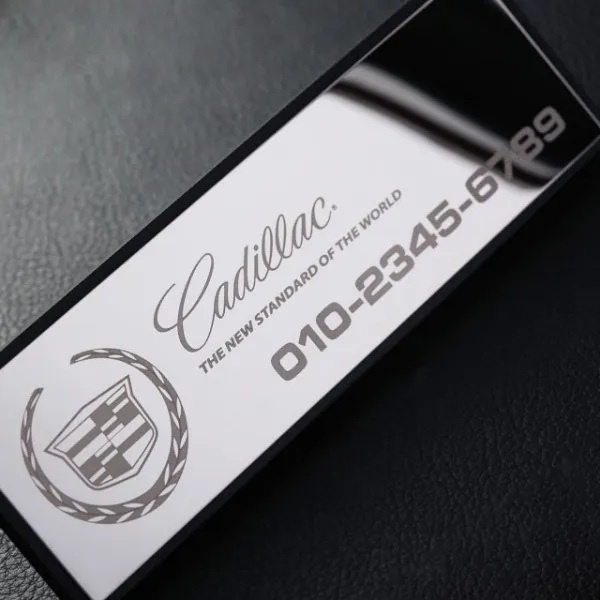 Cadillac®
THE NEW STANDARD OF THE WORLD
010-2345-6789